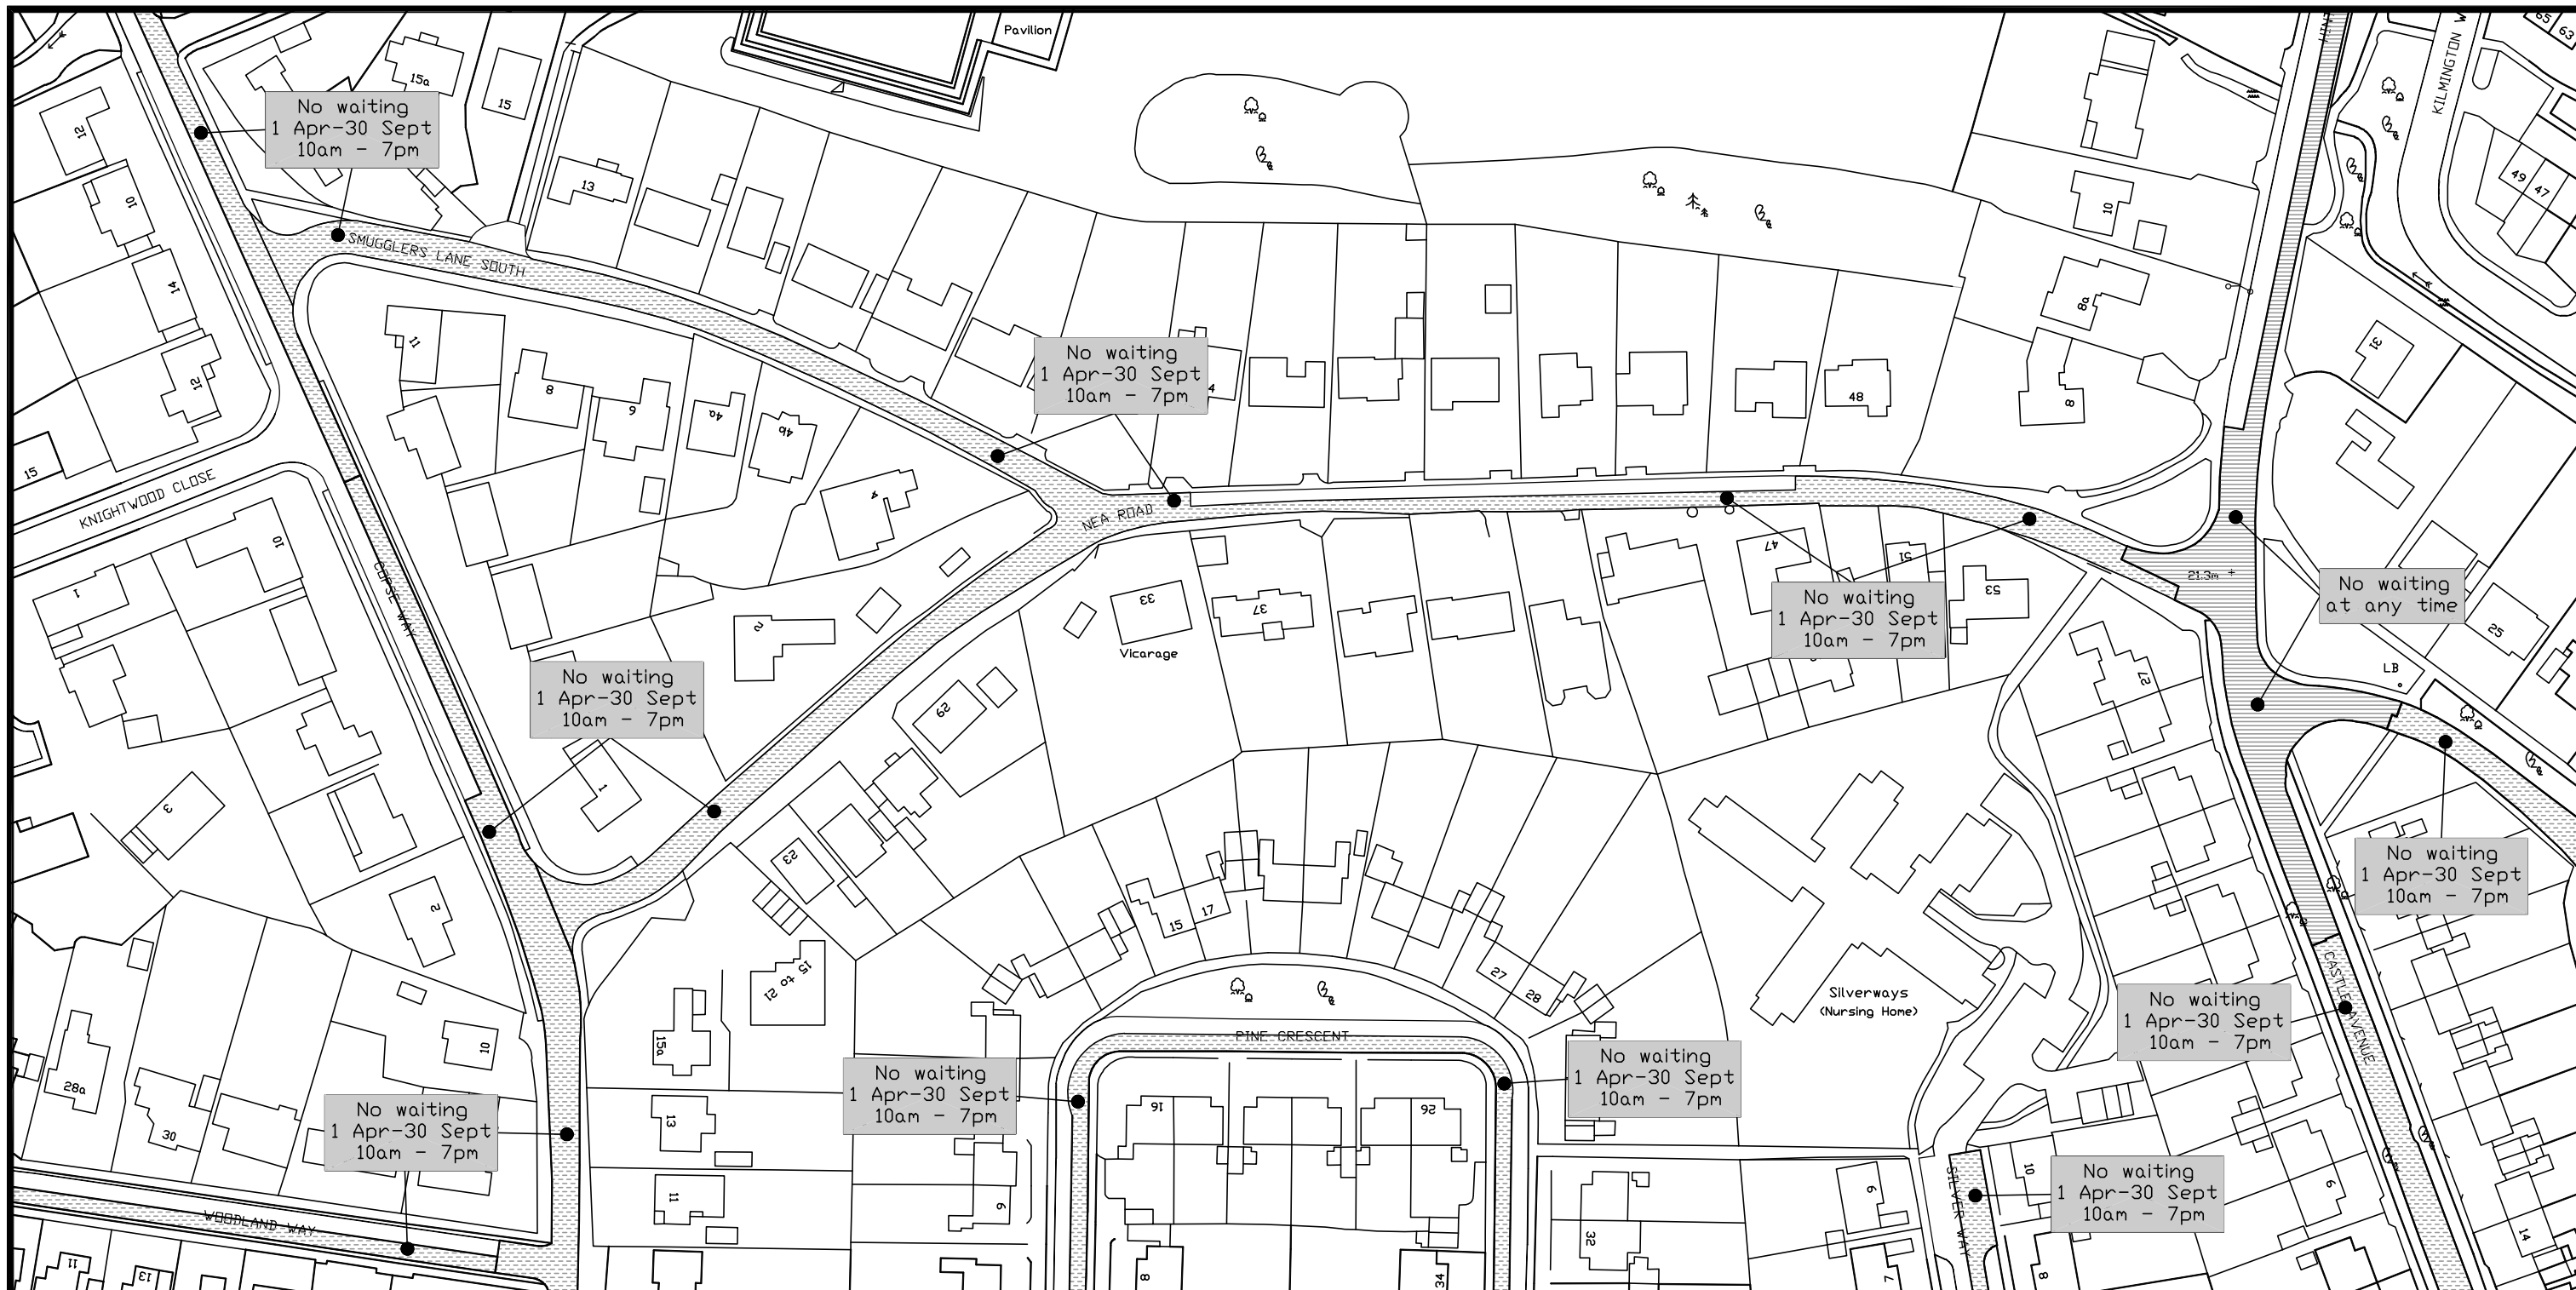 Pavilion
KILMINGTON W
65
63
15a
15
No waiting
1 Apr-30 Sept
10am - 7pm
12
13
10
49
47
10
SMUGGLERS LANE SOUTH
14
8a
11
31
No waiting
1 Apr-30 Sept
10am - 7pm
4
12
8
6
4a
4b
48
8
15
4
KNIGHTWOOD CLOSE
NEA ROAD
10
47
51
21.3m +
No waiting
at any time
1
COPSE WAY
33
37
53
No waiting
1 Apr-30 Sept
10am - 7pm
2
Vicarage
25
27
LB
No waiting
1 Apr-30 Sept
10am - 7pm
29
1
3
23
No waiting
1 Apr-30 Sept
10am - 7pm
2
15
17
15 to 21
27
28
Silverways
(Nursing Home)
CASTLE AVENUE
No waiting
1 Apr-30 Sept
10am - 7pm
PINE CRESCENT
15a
10
28a
No waiting
1 Apr-30 Sept
10am - 7pm
No waiting
1 Apr-30 Sept
10am - 7pm
16
26
No waiting
1 Apr-30 Sept
10am - 7pm
30
13
11
9
6
10
SILVER WAY
No waiting
1 Apr-30 Sept
10am - 7pm
6
WOODLAND WAY
32
14
11
13
8
34
7
8